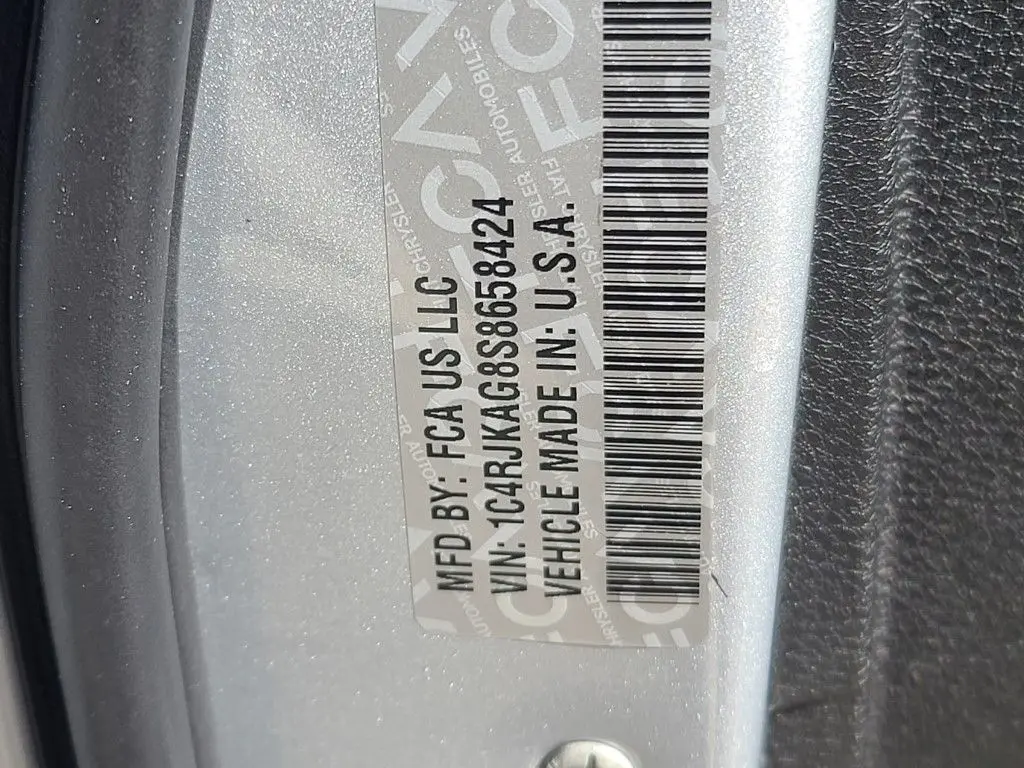 MFD BY: FCA US LLC
VIN: 1C4RJKAG8S8658424
VEHICLE MADE IN: U.S.A.